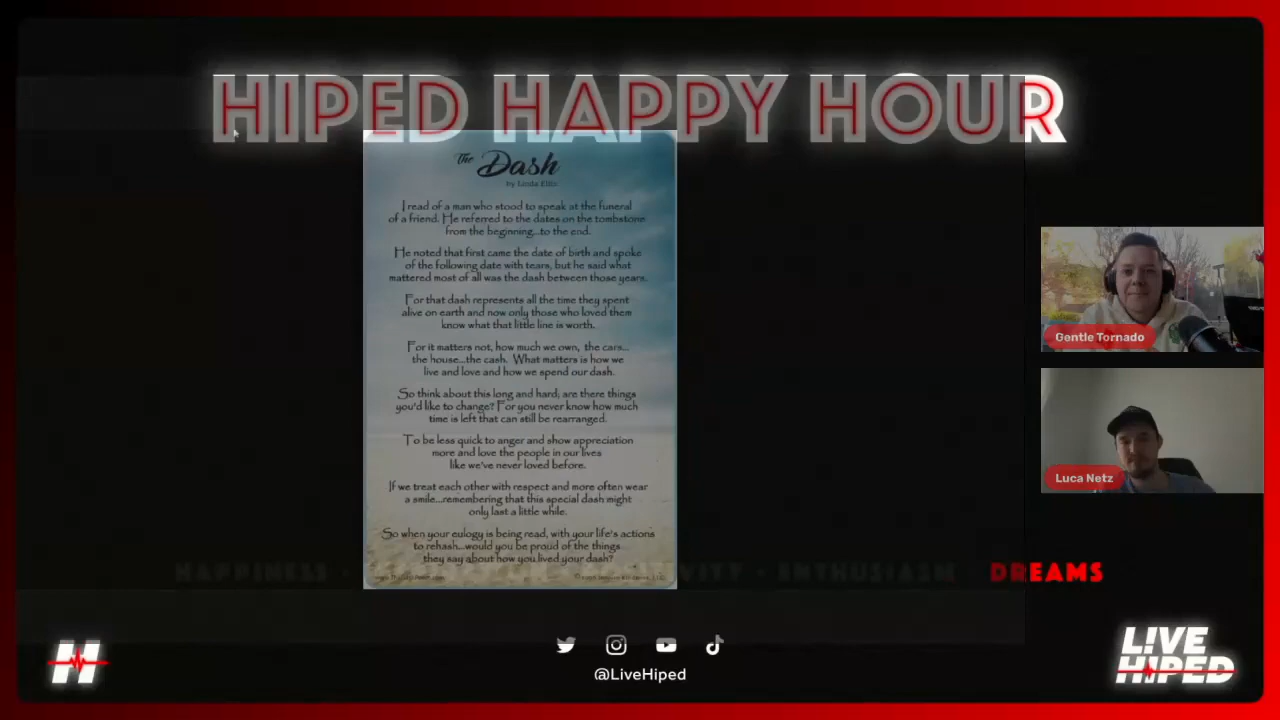 HIPED HAPPY HOUR
The Dash
by Linda Ellis
I read of a man who stood to speak at the funeral
of a friend. He referred to the dates on the tombstone
from the beginning...to the end.
He noted that first came the date of birth and spoke
of the following date with tears, but he said what
mattered most of all was the dash between those years.
For that dash represents all the time they spent
alive on earth and now only those who loved them
know what that little line is worth.
For it matters not, how much we own, the cars...
the house...the cash. What matters is how we
live and love and how we spend our dash.
So think about this long and hard; are there things
you'd like to change? For you never know how much
time is left that can still be rearranged.
To be less quick to anger and show appreciation
more and love the people in our lives
like we've never loved before.
If we treat each other with respect and more often wear
a smile...remembering that this special dash might
only last a little while.
So when your eulogy is being read, with your life's actions
to rehash...would you be proud of the things
they say about how you lived your dash?
Gentle Tornado
Luca Netz
HAPPINESS - ENTHUSIASM DREAMS
H
@LiveHiped
L!VE
H!PED